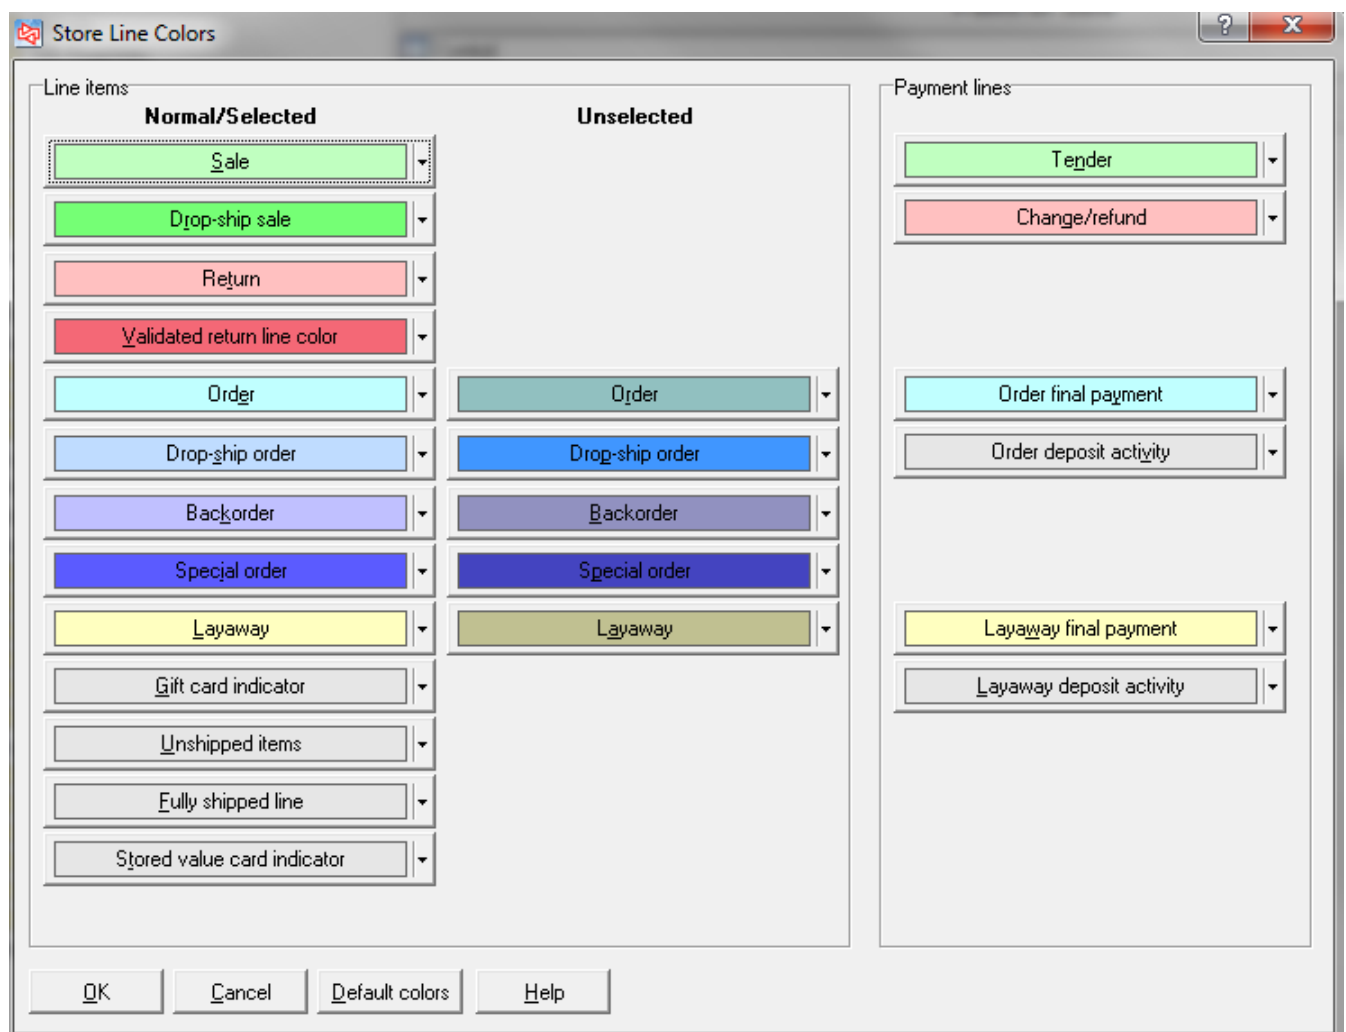 Store Line Colors
Line items
Normal/Selected
Unselected
Sale
Drop-ship sale
Return
Validated return line color
Order
Order
Drop-ship order
Drop-ship order
Backorder
Backorder
Special order
Special order
Layaway
Layaway
Gift card indicator
Unshipped items
Fully shipped line
Stored value card indicator
Payment lines
Tender
Change/refund
Order final payment
Order deposit activity
Layaway final payment
Layaway deposit activity
OK
Cancel
Default colors
Help